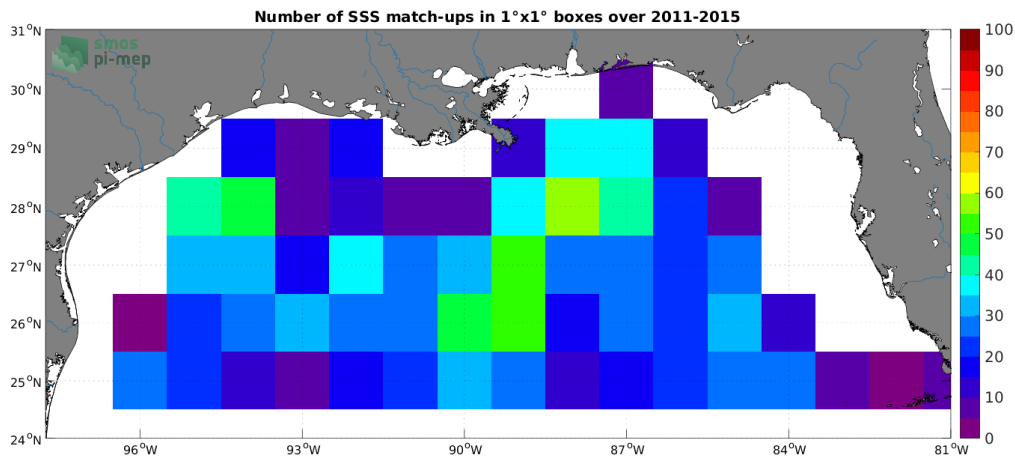 Number of SSS match-ups in 1°x1° boxes over 2011-2015
smos
pi-mep
31°N
30°N
29°N
28°N
27°N
26°N
25°N
24°N
96°W
93°W
90°W
87°W
84°W
81°W
100
90
80
70
60
50
40
30
20
10
0